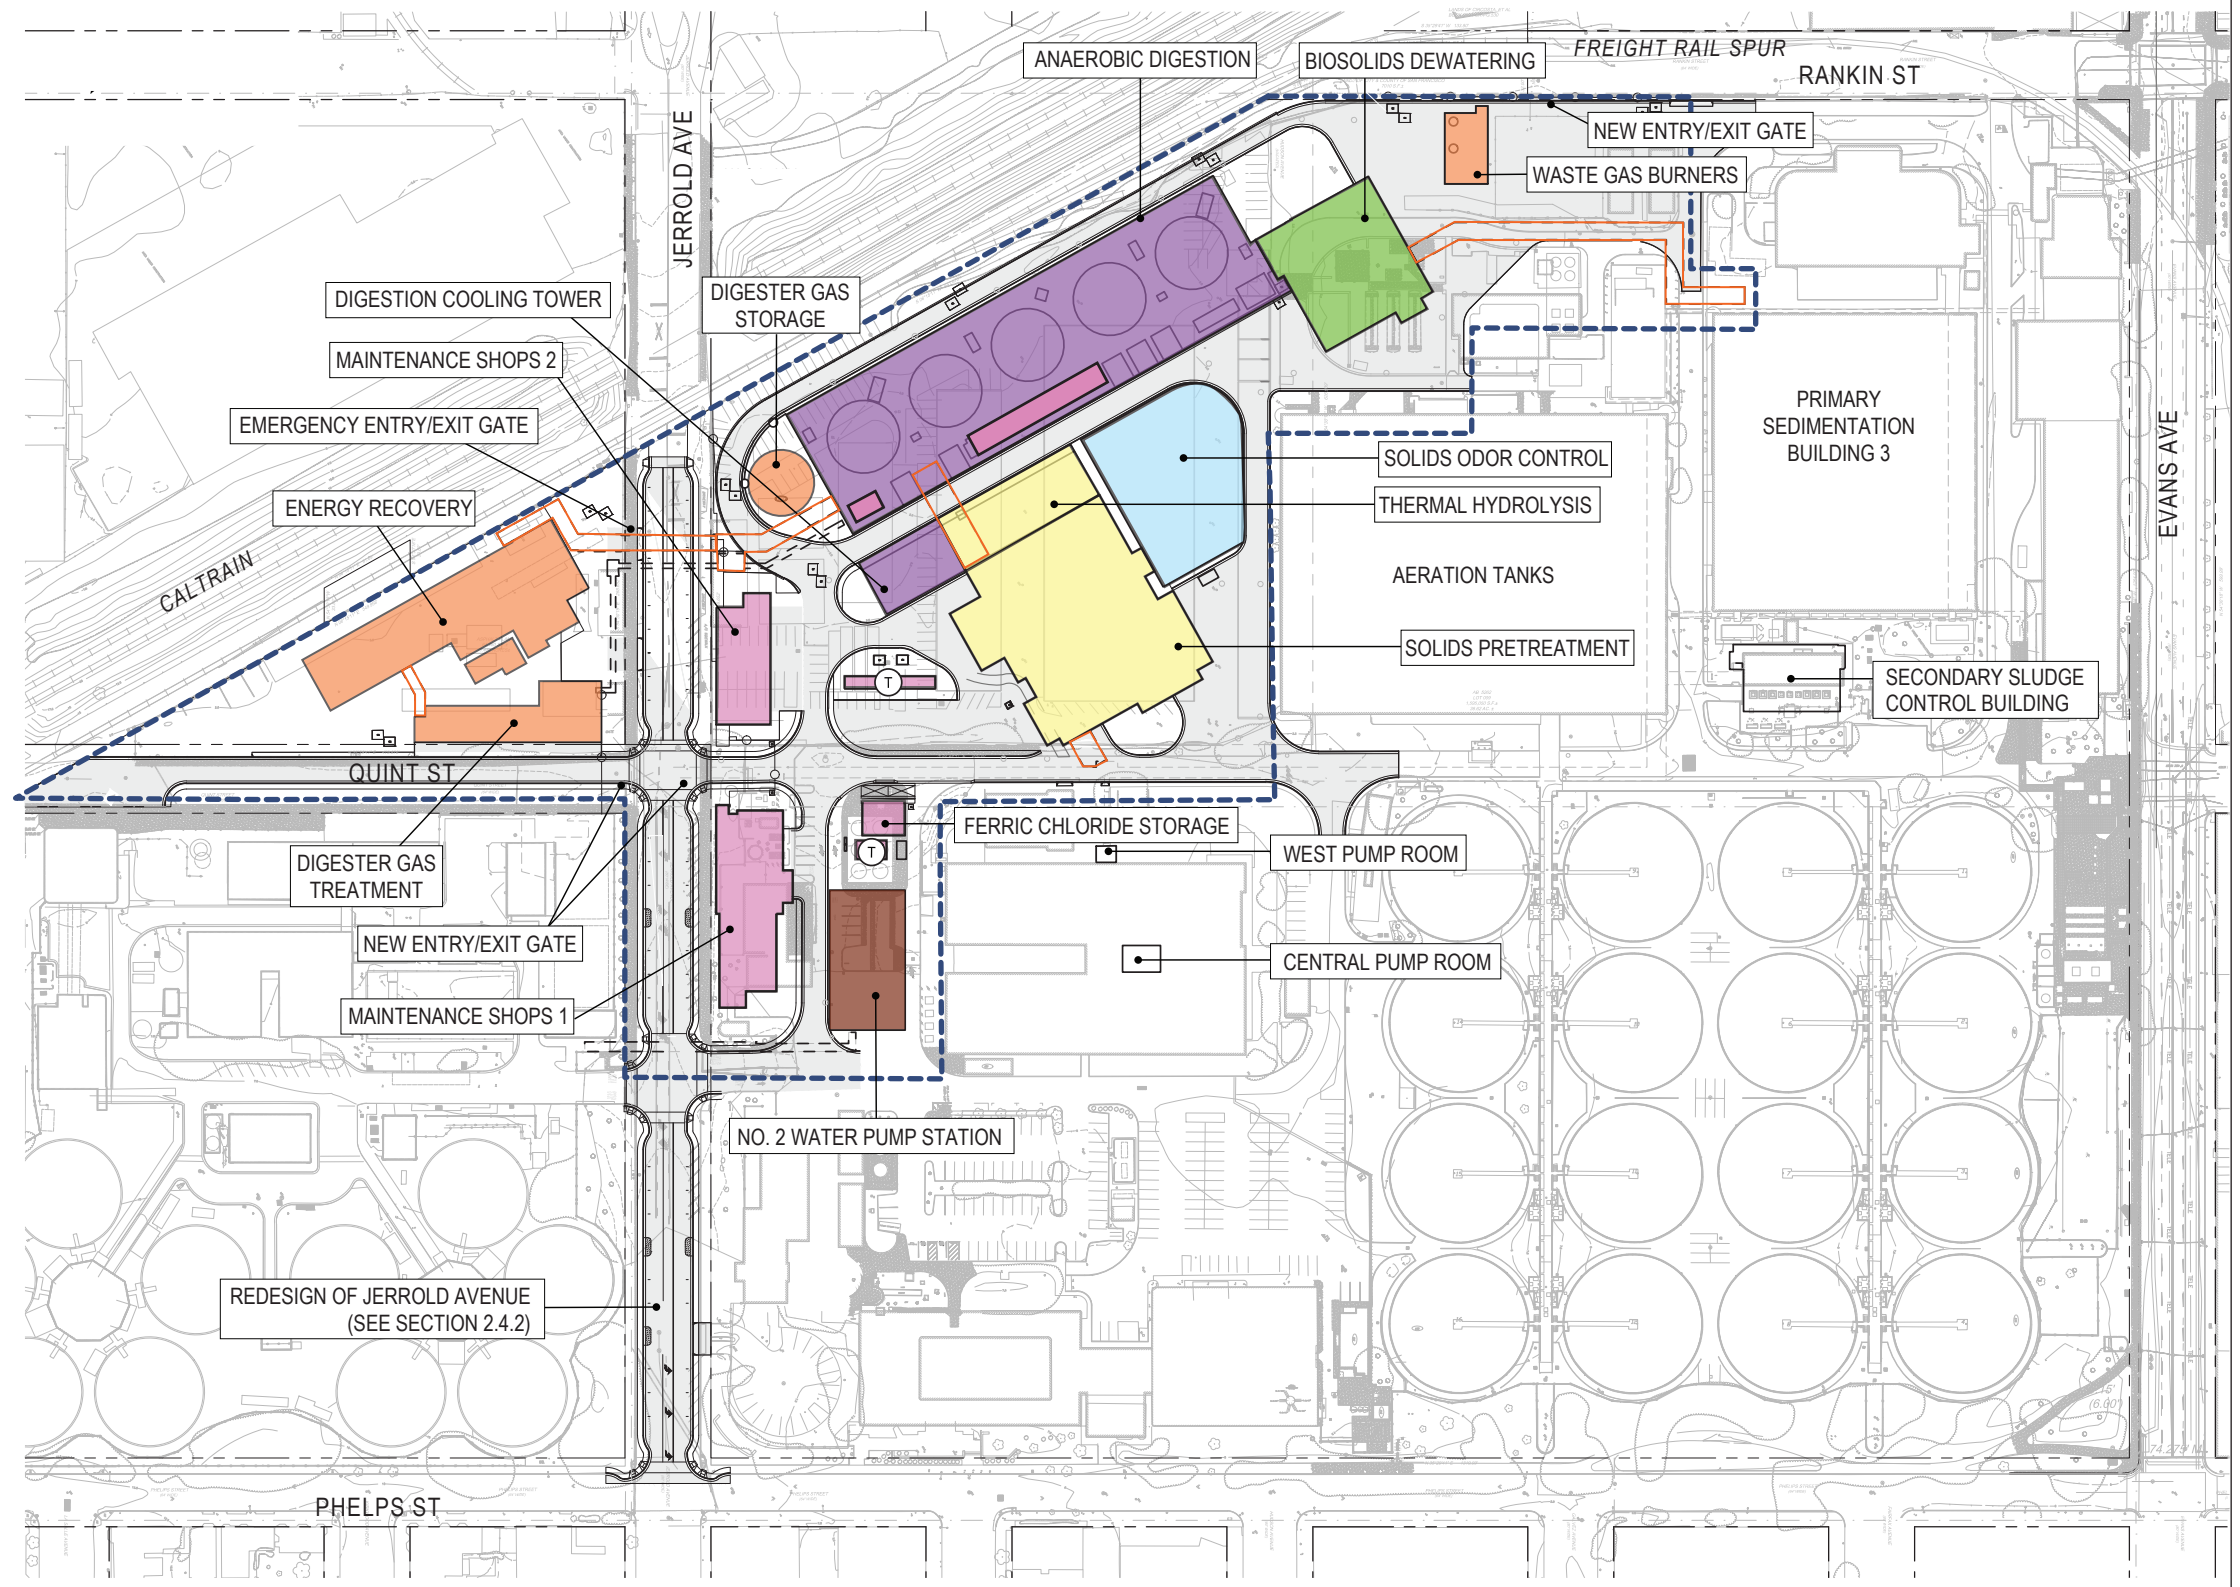 FREIGHT RAIL SPUR
RANKIN ST
ANAEROBIC DIGESTION
BIOSOLIDS DEWATERING
NEW ENTRY/EXIT GATE
WASTE GAS BURNERS
JERROLD AVE
DIGESTION COOLING TOWER
DIGESTER GAS
STORAGE
MAINTENANCE SHOPS 2
EMERGENCY ENTRY/EXIT GATE
ENERGY RECOVERY
CALTRAIN
PRIMARY
SEDIMENTATION
BUILDING 3
EVANS AVE
SOLIDS ODOR CONTROL
THERMAL HYDROLYSIS
AERATION TANKS
SOLIDS PRETREATMENT
SECONDARY SLUDGE
CONTROL BUILDING
T
QUINT ST
FERRIC CHLORIDE STORAGE
T
WEST PUMP ROOM
DIGESTER GAS
TREATMENT
NEW ENTRY/EXIT GATE
CENTRAL PUMP ROOM
MAINTENANCE SHOPS 1
NO. 2 WATER PUMP STATION
REDESIGN OF JERROLD AVENUE
(SEE SECTION 2.4.2)
PHELPS ST